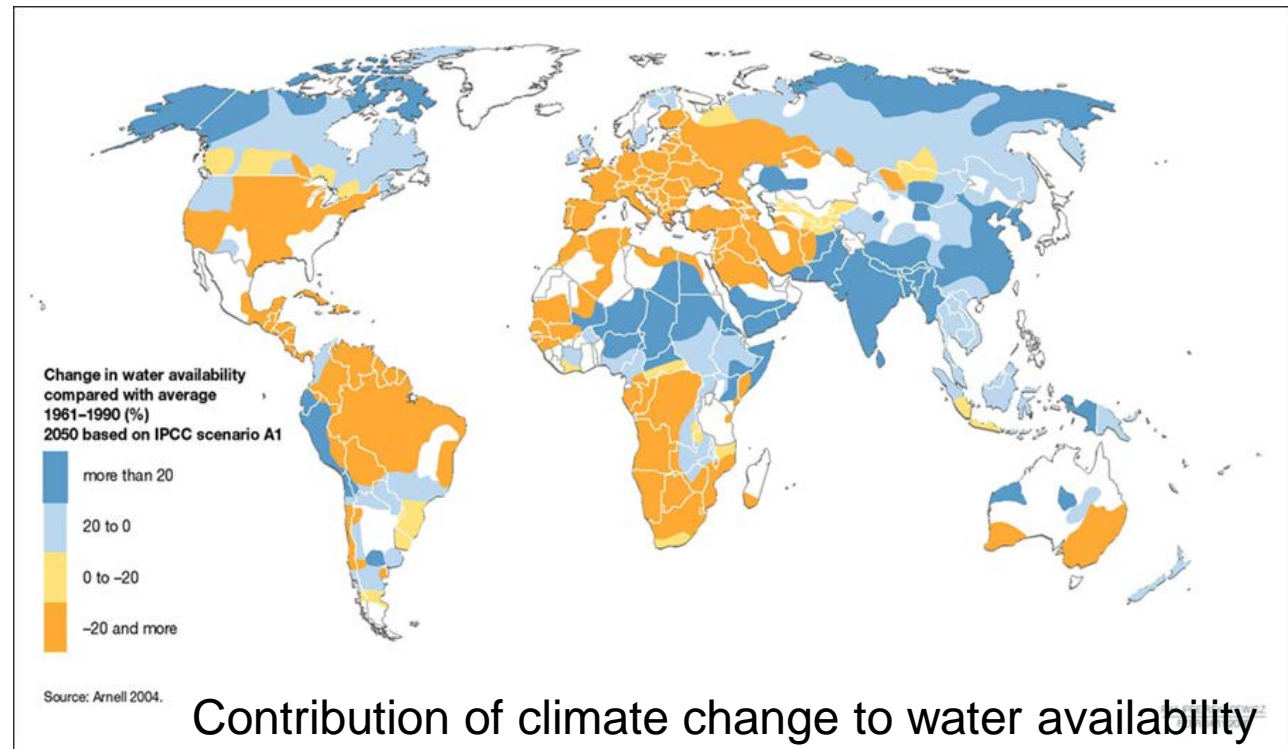 Change in water availability
compared with average
1961–1990 (%)
2050 based on IPCC scenario A1
more than 20
20 to 0
0 to –20
–20 and more
Source: Arnell 2004.
Contribution of climate change to water availability